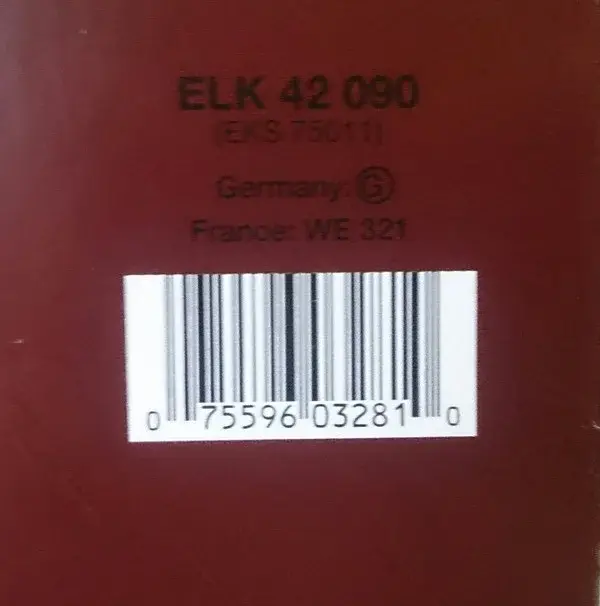 ELK 42 090
(EKS 75011)
Germany: G
France: WE 321
0 75596 03281 0